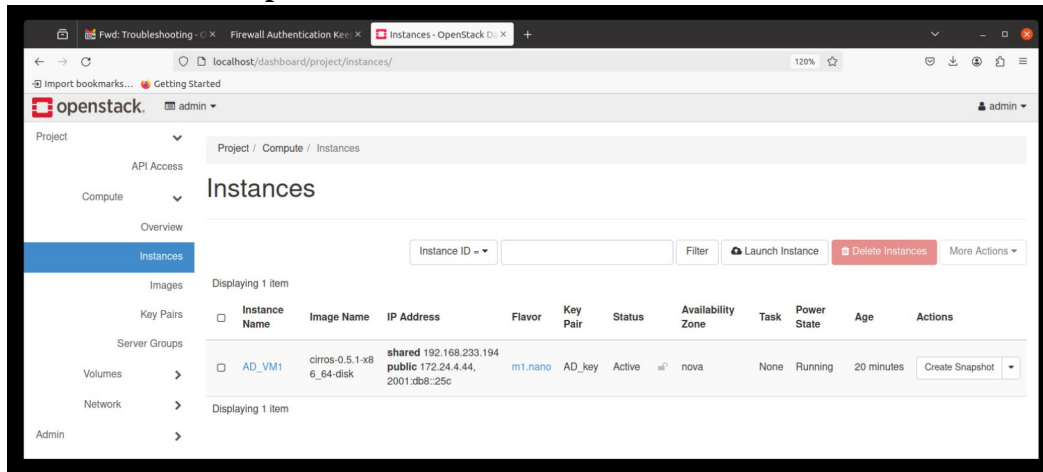 Fwd: Troubleshooting - O
Firewall Authentication Kee
Instances - OpenStack Da
localhost/dashboard/project/instances/
120%
Import bookmarks...
Getting Started
openstack.
admin
admin
Project
API Access
Compute
Overview
Instances
Images
Key Pairs
Server Groups
Volumes
Network
Admin
Project / Compute / Instances
Instances
Instance ID =
Filter
Launch Instance
Delete Instances
More Actions
Displaying 1 item
Instance Name
Image Name
IP Address
Flavor
Key Pair
Status
Availability Zone
Task
Power State
Age
Actions
AD_VM1
cirros-0.5.1-x8
6_64-disk
shared 192.168.233.194
public 172.24.4.44,
2001:db8::25c
m1.nano
AD_key
Active
nova
None
Running
20 minutes
Create Snapshot
Displaying 1 item